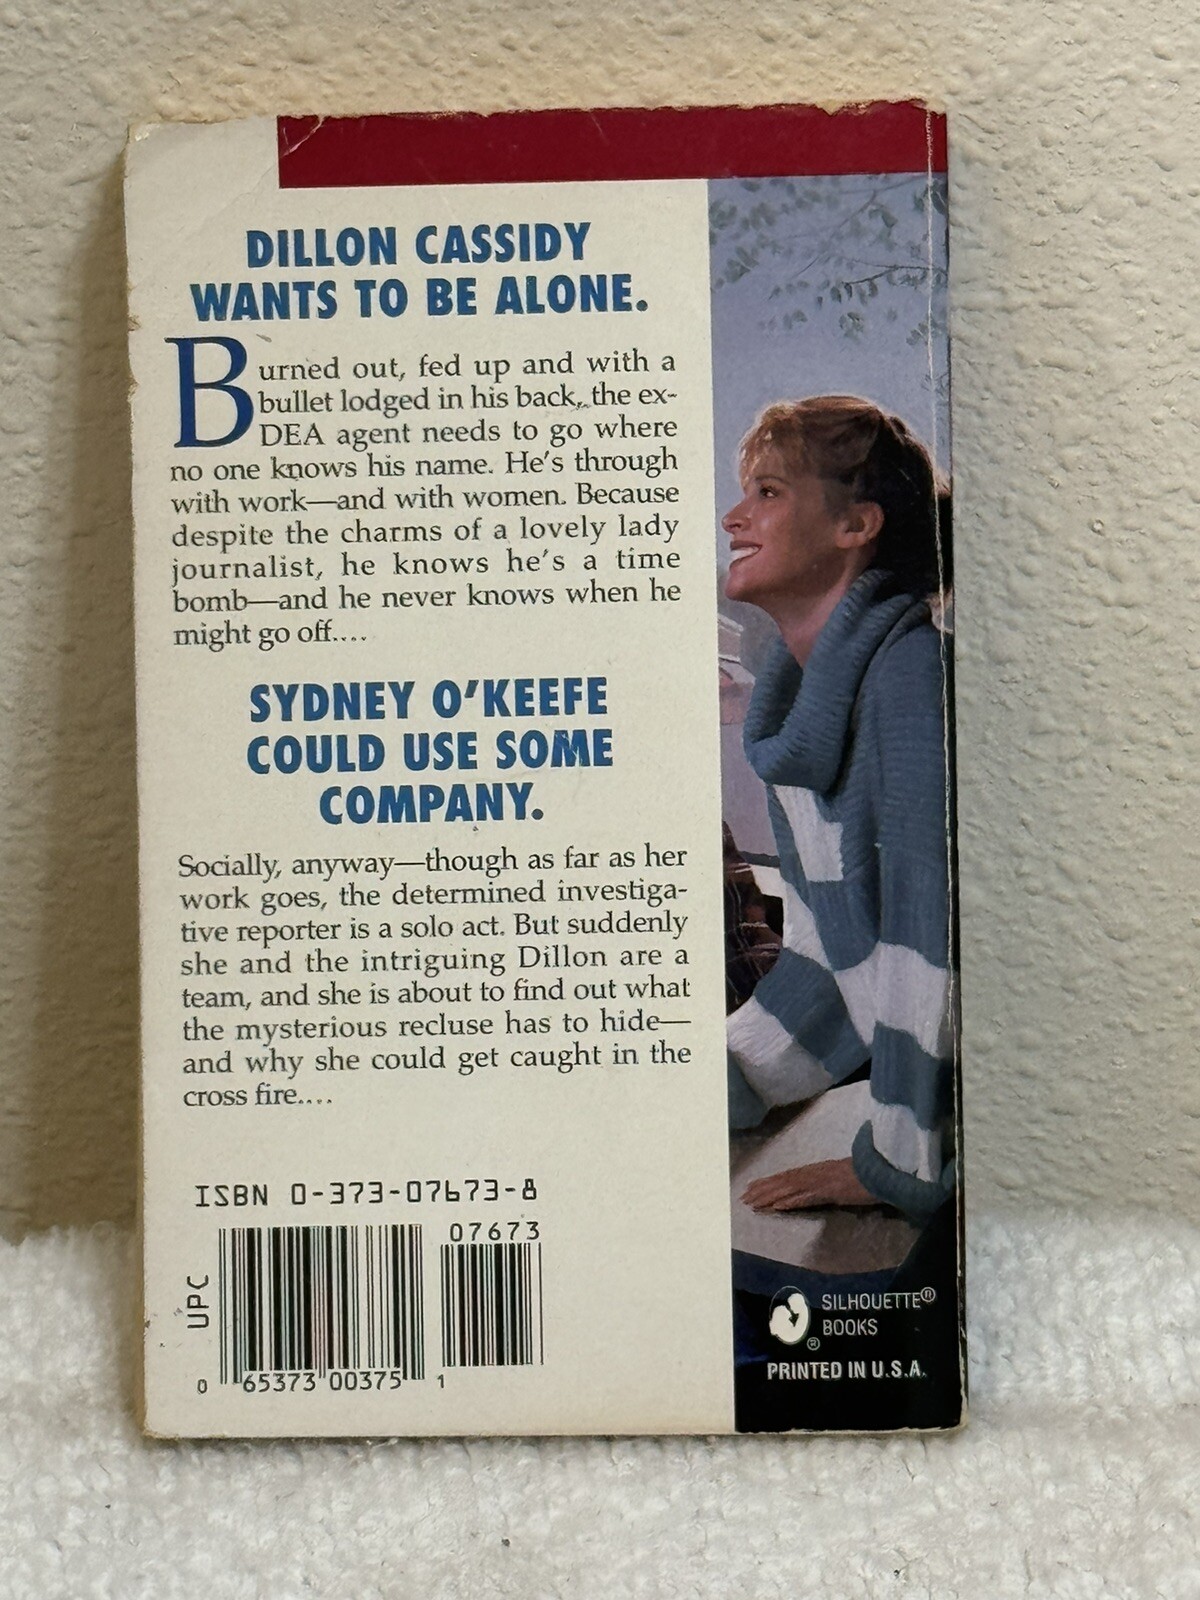 DILLON CASSIDY
WANTS TO BE ALONE.
Burned out, fed up and with a
bullet lodged in his back, the ex-
DEA agent needs to go where
no one knows his name. He's through
with work—and with women. Because
despite the charms of a lovely lady
journalist, he knows he's a time
bomb—and he never knows when he
might go off....
SYDNEY O'KEEFE
COULD USE SOME
COMPANY.
Socially, anyway—though as far as her
work goes, the determined investiga-
tive reporter is a solo act. But suddenly
she and the intriguing Dillon are a
team, and she is about to find out what
the mysterious recluse has to hide—
and why she could get caught in the
cross fire....
ISBN 0-373-07673-8
07673
UPC
0 65373 00375 1
SILHOUETTE®
BOOKS
®
PRINTED IN U.S.A.